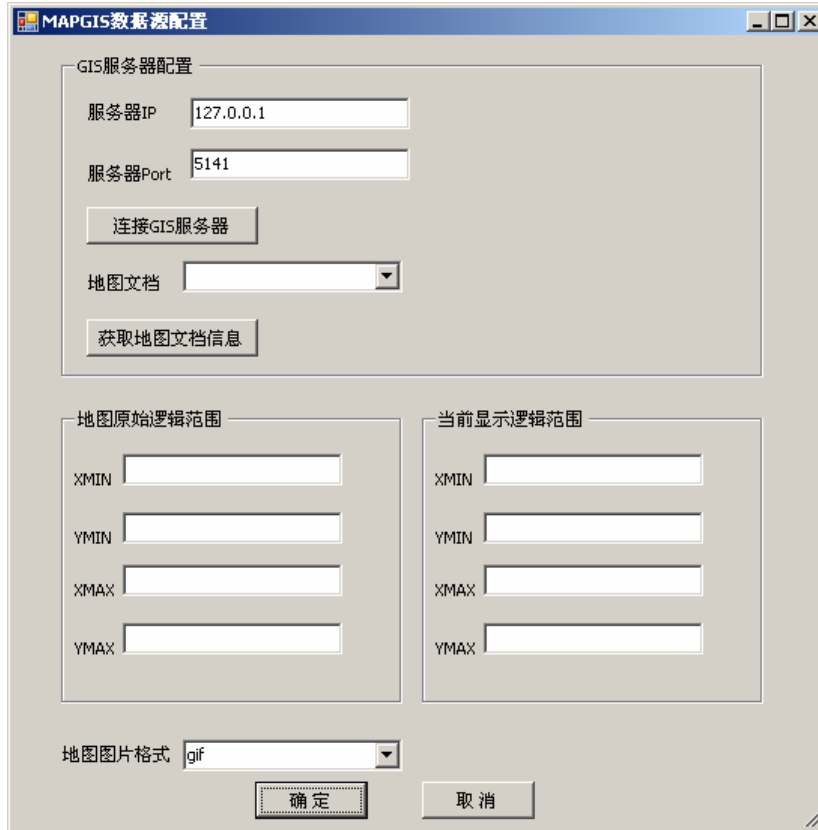 MAPGIS数据源配置
GIS服务器配置
服务器IP 127.0.0.1
服务器Port 5141
连接GIS服务器
地图文档
获取地图文档信息
地图原始逻辑范围
XMIN
YMIN
XMAX
YMAX
当前显示逻辑范围
XMIN
YMIN
XMAX
YMAX
地图图片格式 gif
确定 取消